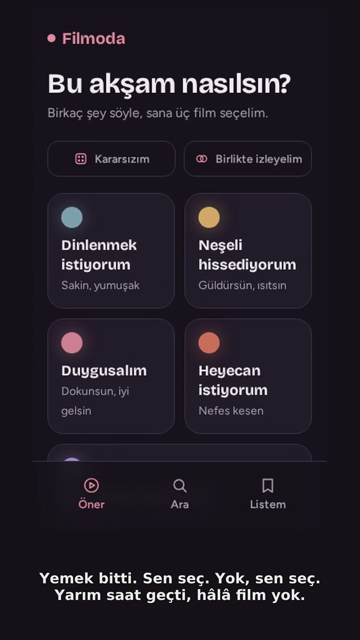 Filmoda
Bu akşam nasılsın?
Birkaç şey söyle, sana üç film seçelim.
Kararsızım
Birlikte izleyelim
Dinlenmek
istiyorum
Sakin, yumuşak
Neşeli
hissediyorum
Güldürsün, ısıtsın
Duygusalım
Dokunsun, iyi
gelsin
Heyecan
istiyorum
Nefes kesen
Öner
Ara
Listem
Yemek bitti. Sen seç. Yok, sen seç.
Yarım saat geçti, hâlâ film yok.